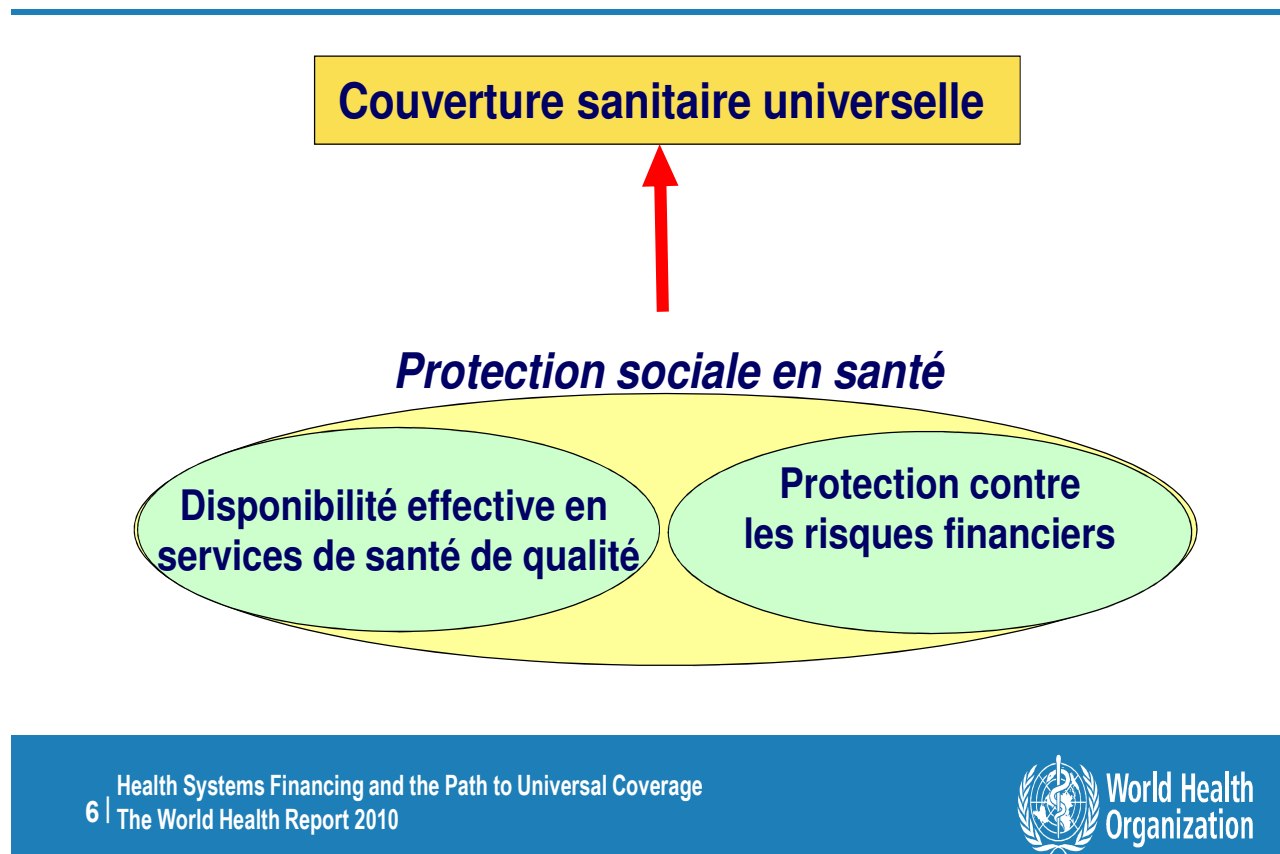 Couverture sanitaire universelle
Protection sociale en santé
Disponibilité effective en
services de santé de qualité
Protection contre
les risques financiers
6 | Health Systems Financing and the Path to Universal Coverage
The World Health Report 2010
World Health
Organization